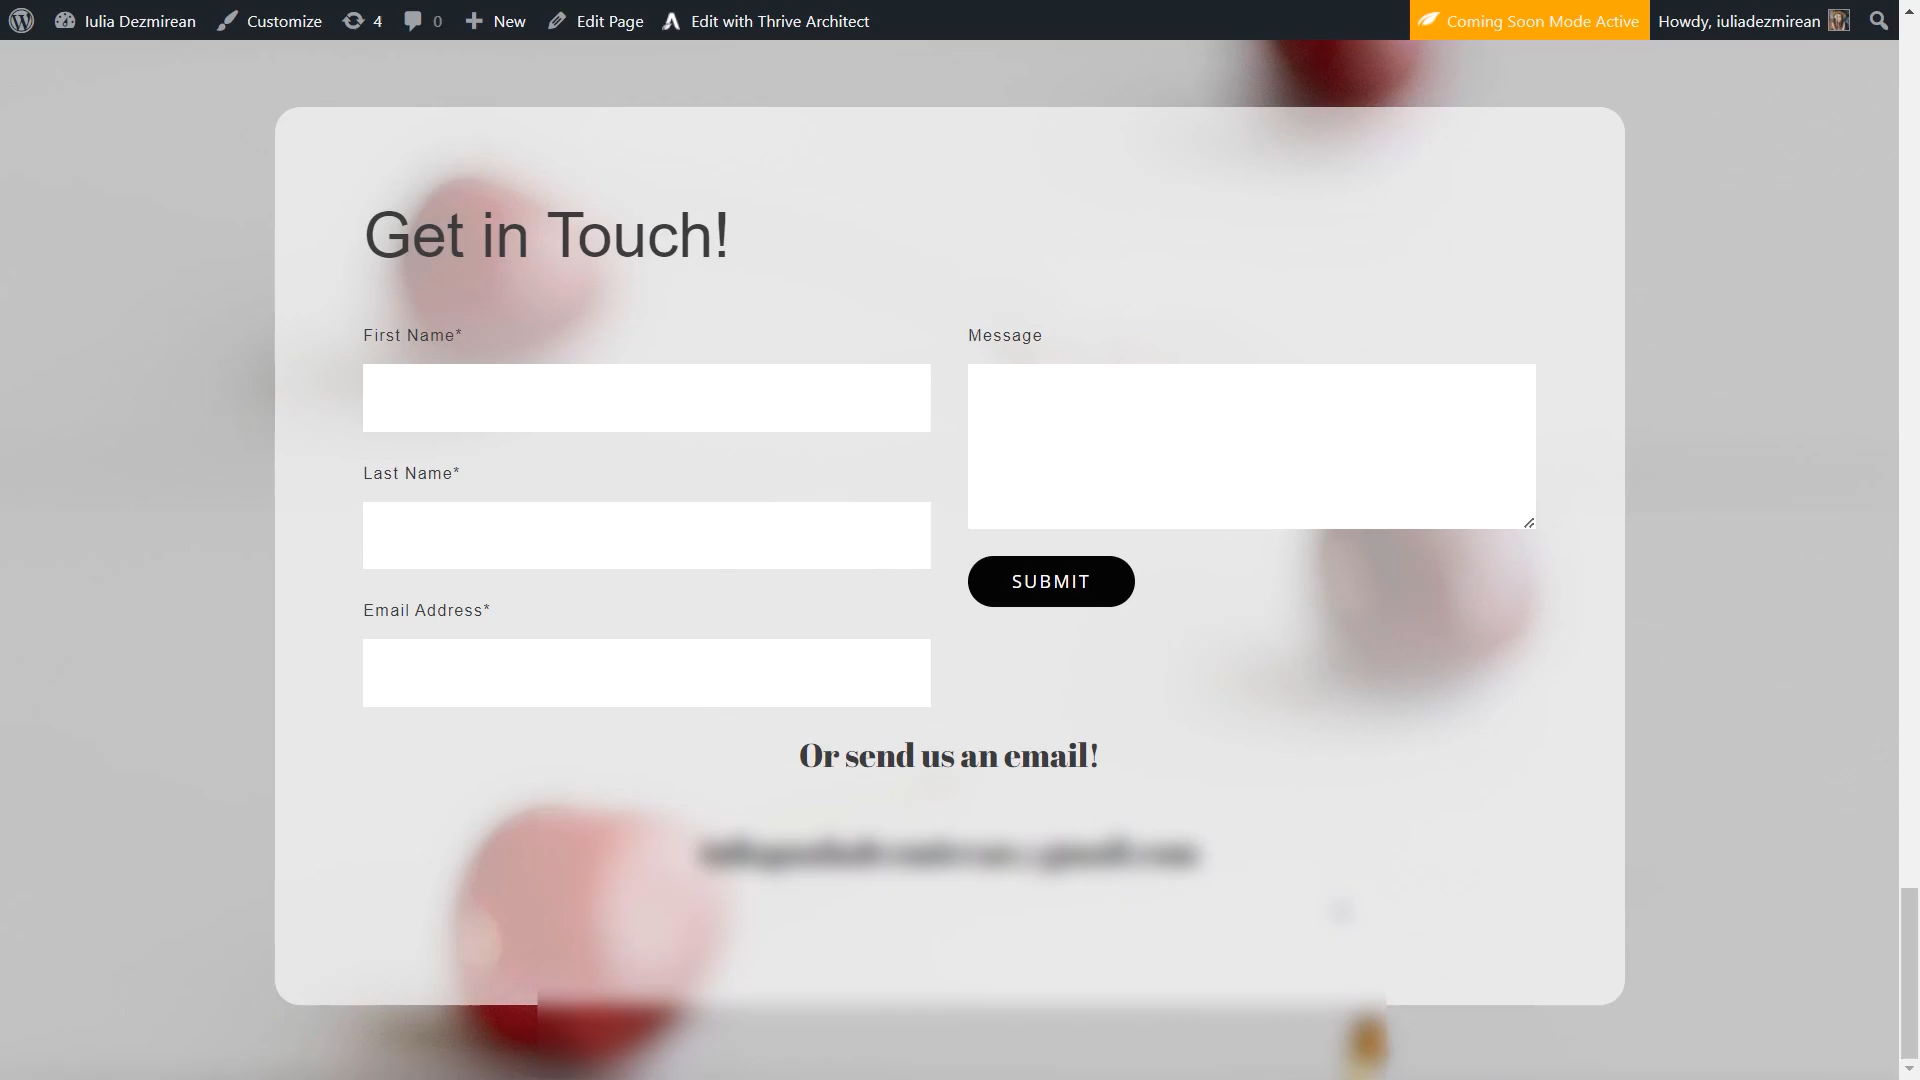 Iulia Dezmirean Customize 4 0 New Edit Page Edit with Thrive Architect Coming Soon Mode Active Howdy, iuliadezmirean
Get in Touch!
First Name*
Last Name*
Email Address*
Message
SUBMIT
Or send us an email!